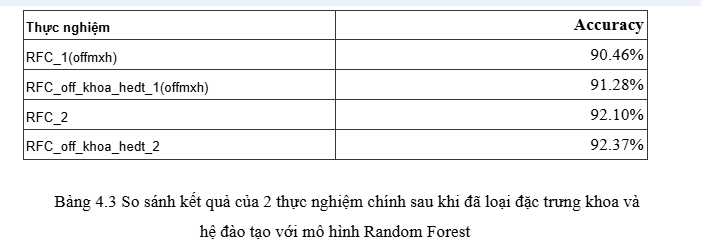 Thực nghiệm Accuracy
RFC_1(offmxh) 90.46%
RFC_off_khoa_hedt_1(offmxh) 91.28%
RFC_2 92.10%
RFC_off_khoa_hedt_2 92.37%
Bảng 4.3 So sánh kết quả của 2 thực nghiệm chính sau khi đã loại đặc trưng khoa và
hệ đào tạo với mô hình Random Forest